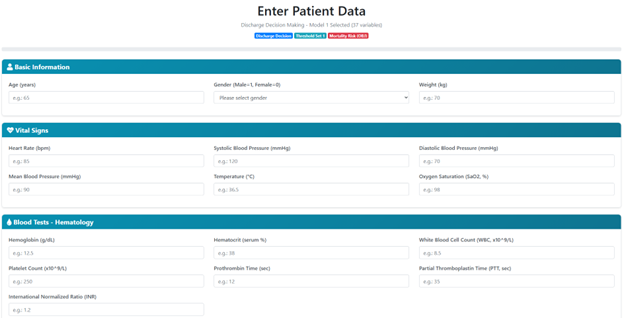 Enter Patient Data
Discharge Decision Making - Model 1 Selected (37 variables)
Discharge Decision Threshold Set 1 Mortality Risk (DIED)
Basic Information
Age (years) Gender (Male=1, Female=0) Weight (kg)
e.g.: 65 Please select gender e.g.: 70
Vital Signs
Heart Rate (bpm) Systolic Blood Pressure (mmHg) Diastolic Blood Pressure (mmHg)
e.g.: 85 e.g.: 120 e.g.: 70
Mean Blood Pressure (mmHg) Temperature (°C) Oxygen Saturation (SaO2, %)
e.g.: 90 e.g.: 36.5 e.g.: 98
Blood Tests - Hematology
Hemoglobin (g/dL) Hematocrit (serum %) White Blood Cell Count (WBC, x10^9/L)
e.g.: 12.5 e.g.: 38 e.g.: 8.5
Platelet Count (x10^9/L) Prothrombin Time (sec) Partial Thromboplastin Time (PTT, sec)
e.g.: 250 e.g.: 12 e.g.: 35
International Normalized Ratio (INR)
e.g.: 1.2